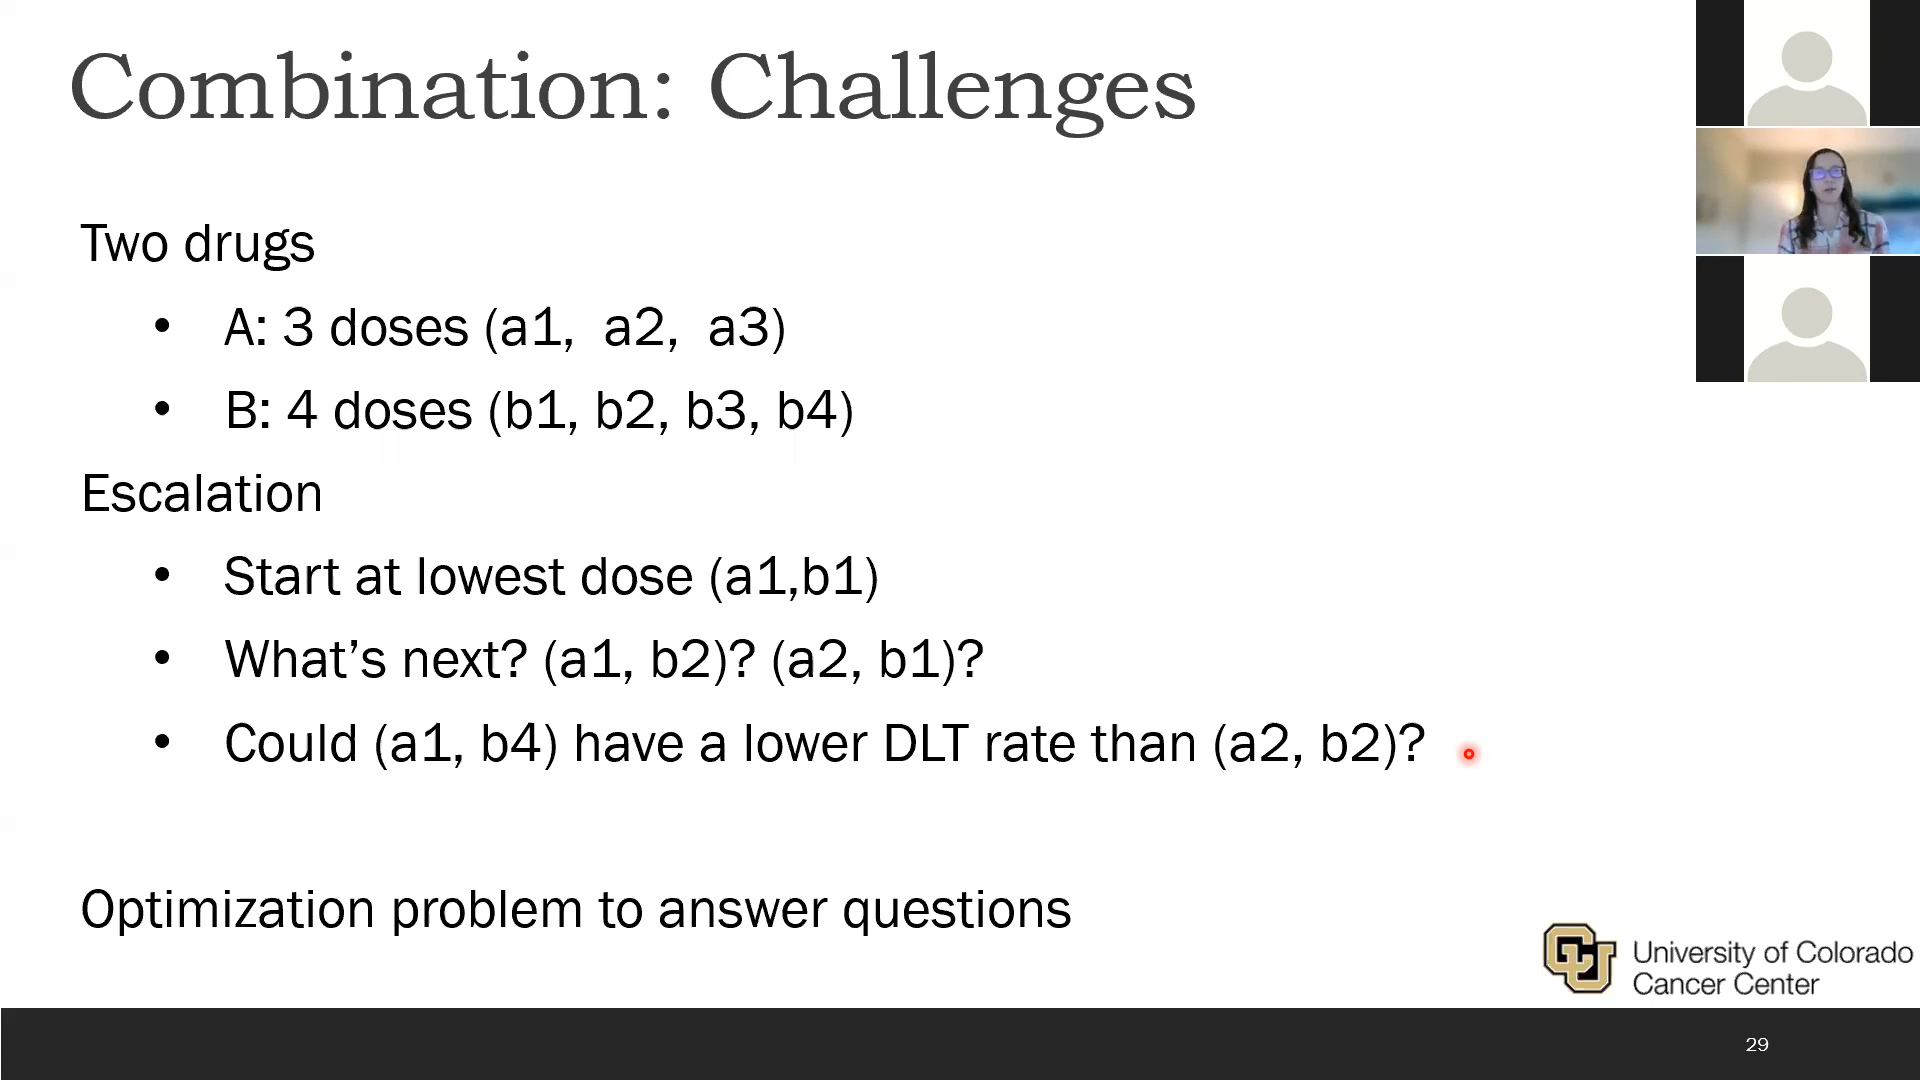 Combination: Challenges
Two drugs
• A: 3 doses (a1, a2, a3)
• B: 4 doses (b1, b2, b3, b4)
Escalation
• Start at lowest dose (a1,b1)
• What’s next? (a1, b2)? (a2, b1)?
• Could (a1, b4) have a lower DLT rate than (a2, b2)?
Optimization problem to answer questions
CU
University of Colorado
Cancer Center
29